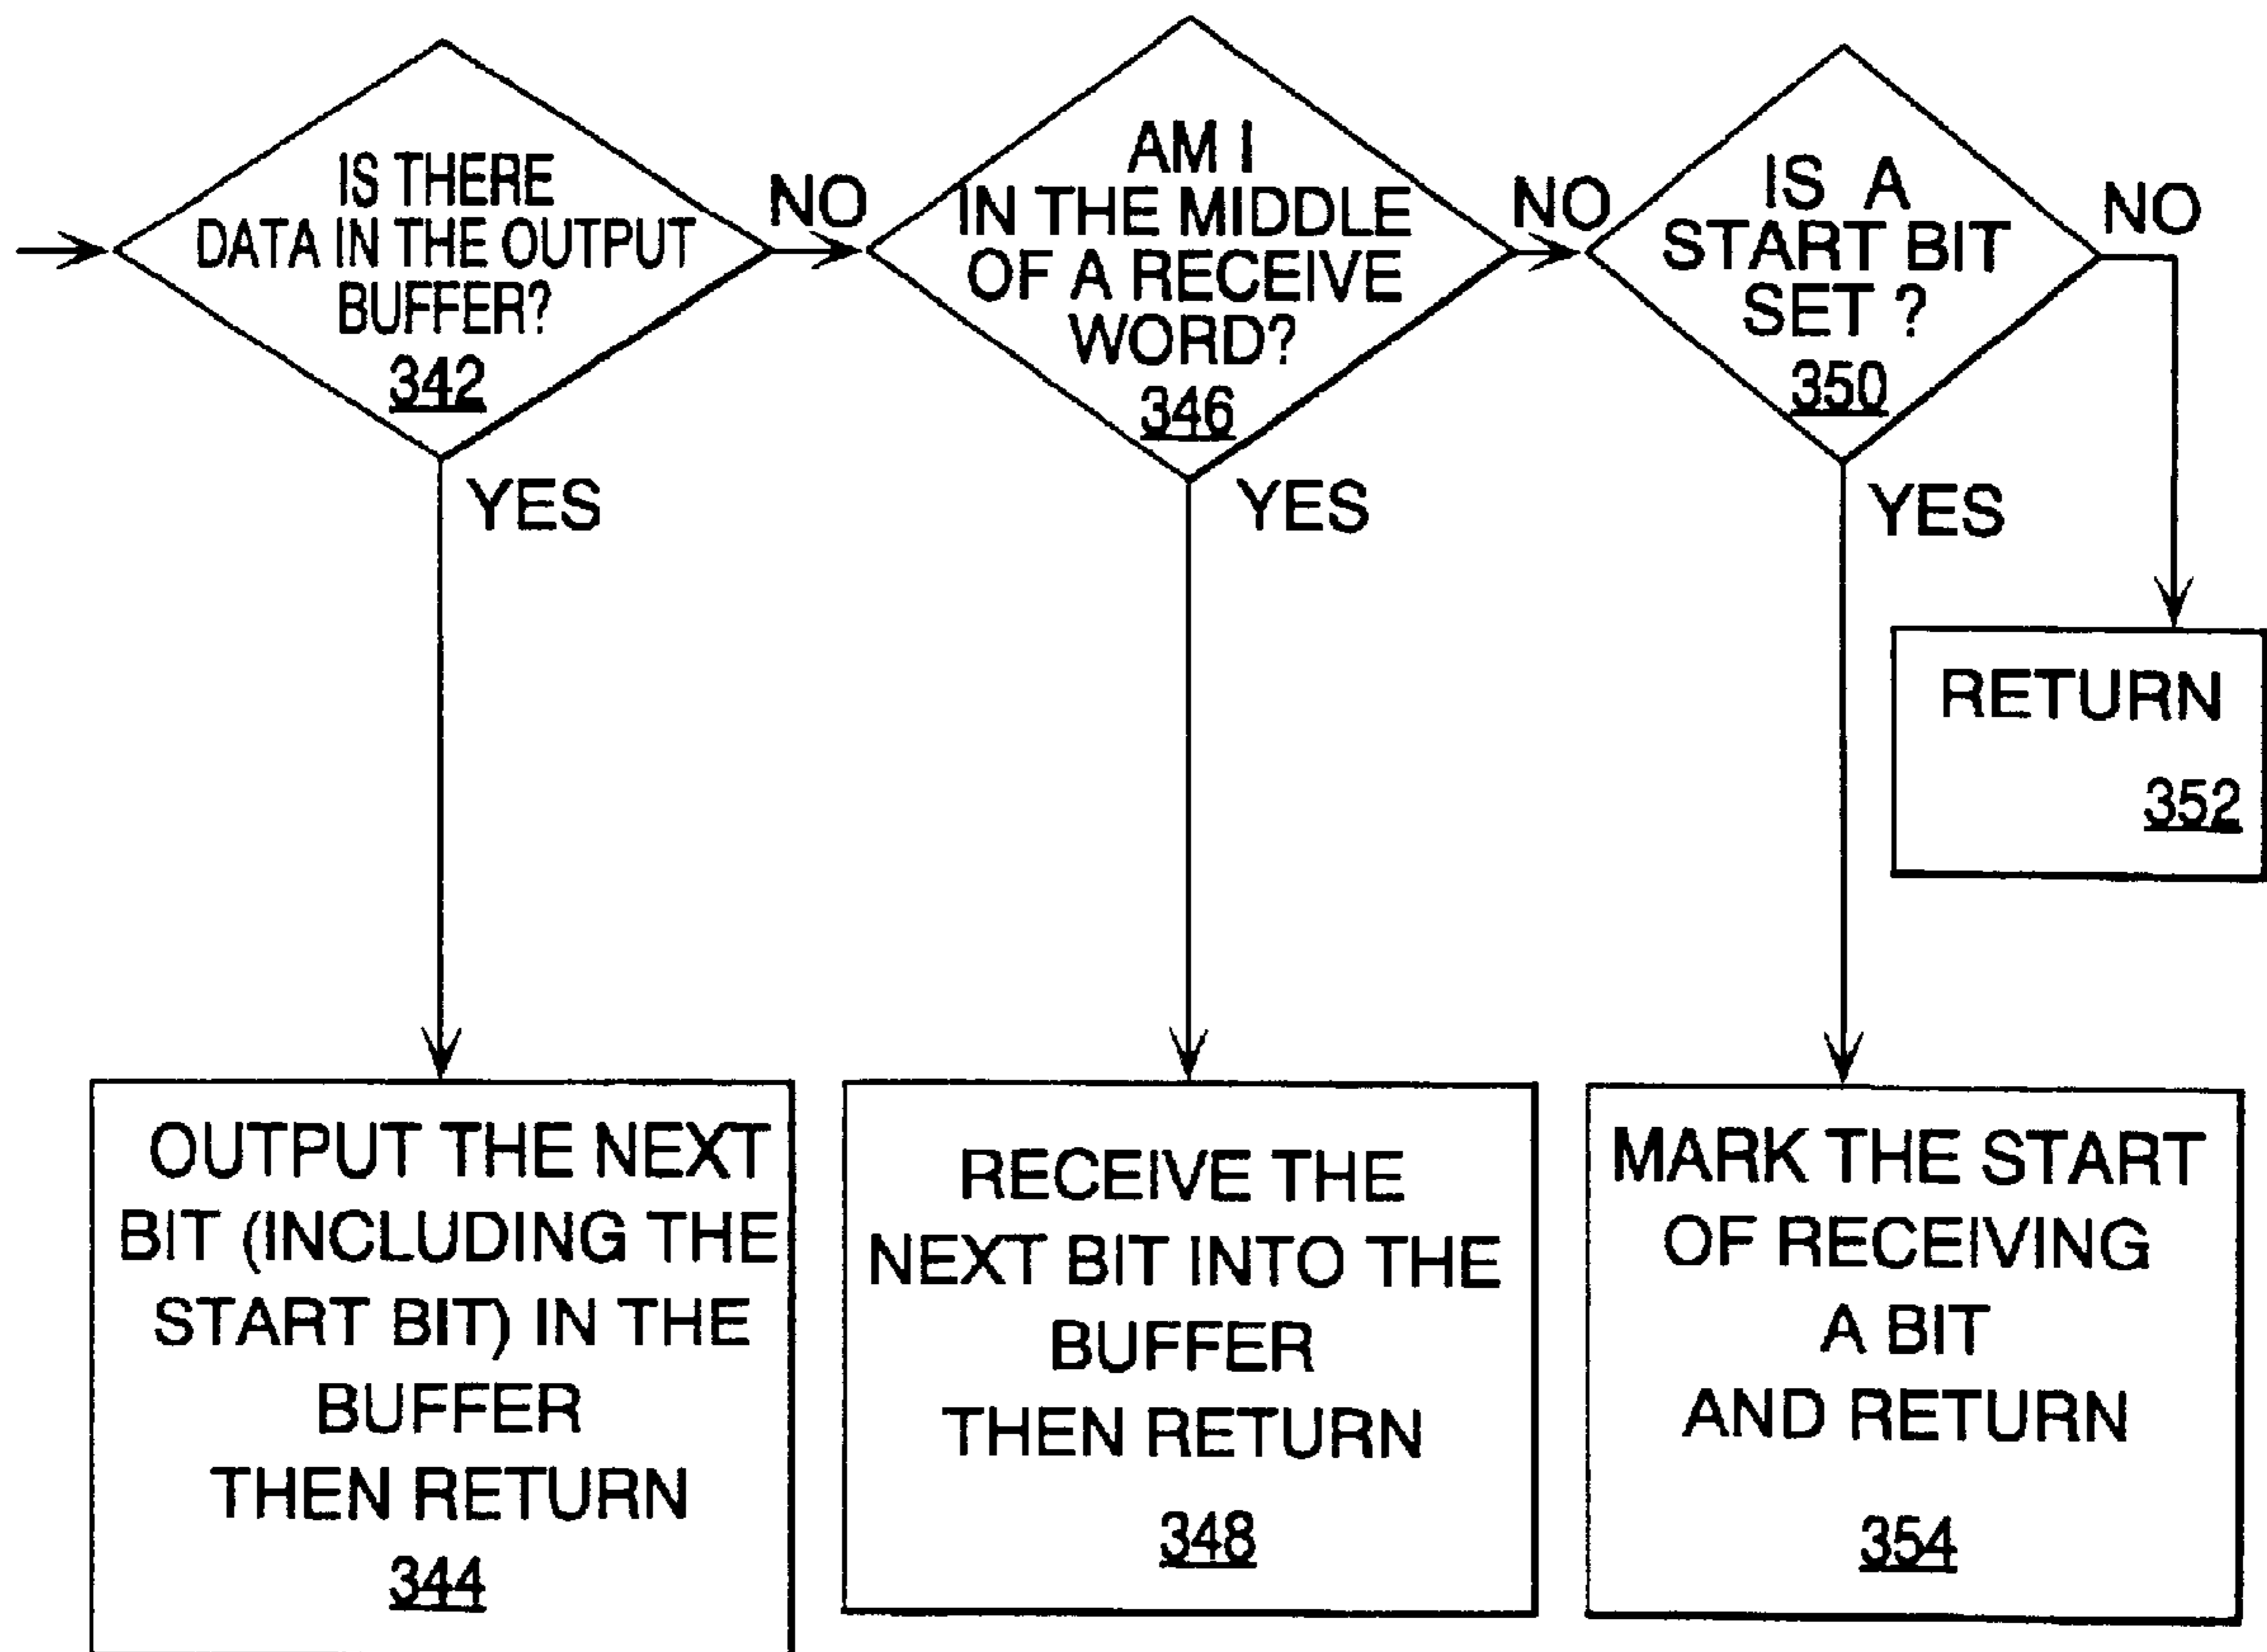 IS THERE
DATA IN THE OUTPUT
BUFFER?
342
NO
YES
AM I
IN THE MIDDLE
OF A RECEIVE
WORD?
346
NO
YES
IS A
START BIT
SET ?
350
NO
YES
RETURN
352
OUTPUT THE NEXT
BIT (INCLUDING THE
START BIT) IN THE
BUFFER
THEN RETURN
344
RECEIVE THE
NEXT BIT INTO THE
BUFFER
THEN RETURN
348
MARK THE START
OF RECEIVING
A BIT
AND RETURN
354